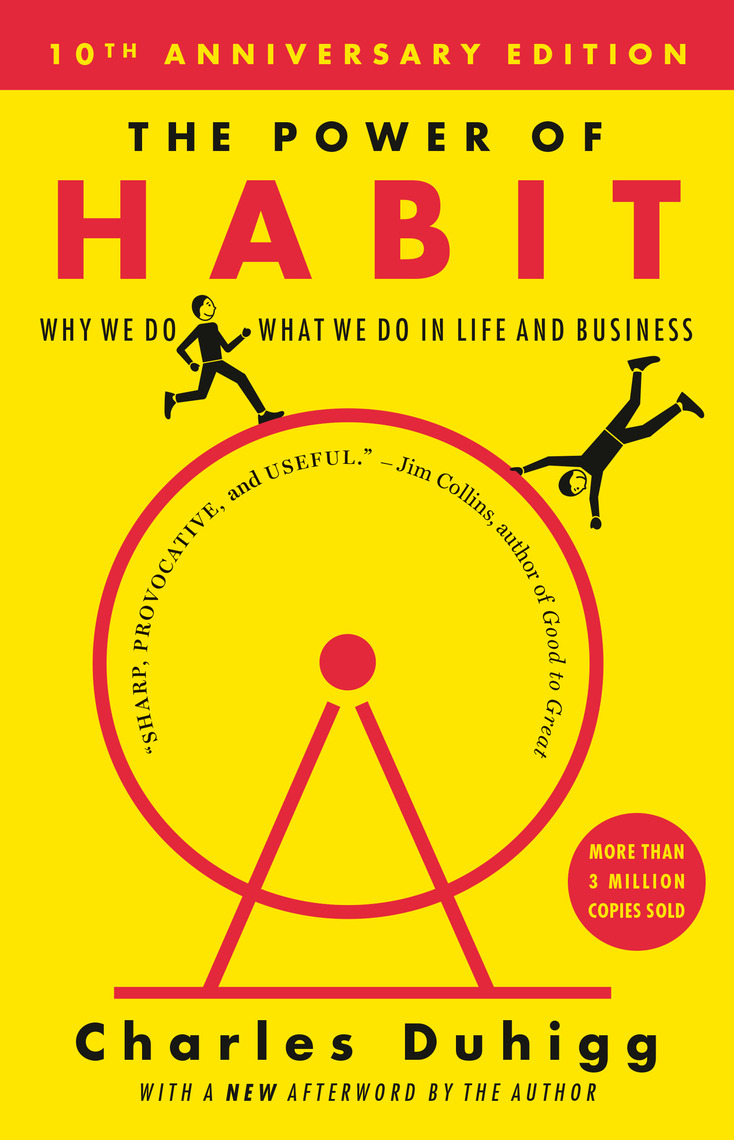 10TH ANNIVERSARY EDITION
THE POWER OF
HABIT
WHY WE DO WHAT WE DO IN LIFE AND BUSINESS
“SHARP, PROVOCATIVE, and USEFUL.” –Jim Collins, author of Good to Great
MORE THAN
3 MILLION
COPIES SOLD
Charles Duhigg
WITH A NEW AFTERWORD BY THE AUTHOR